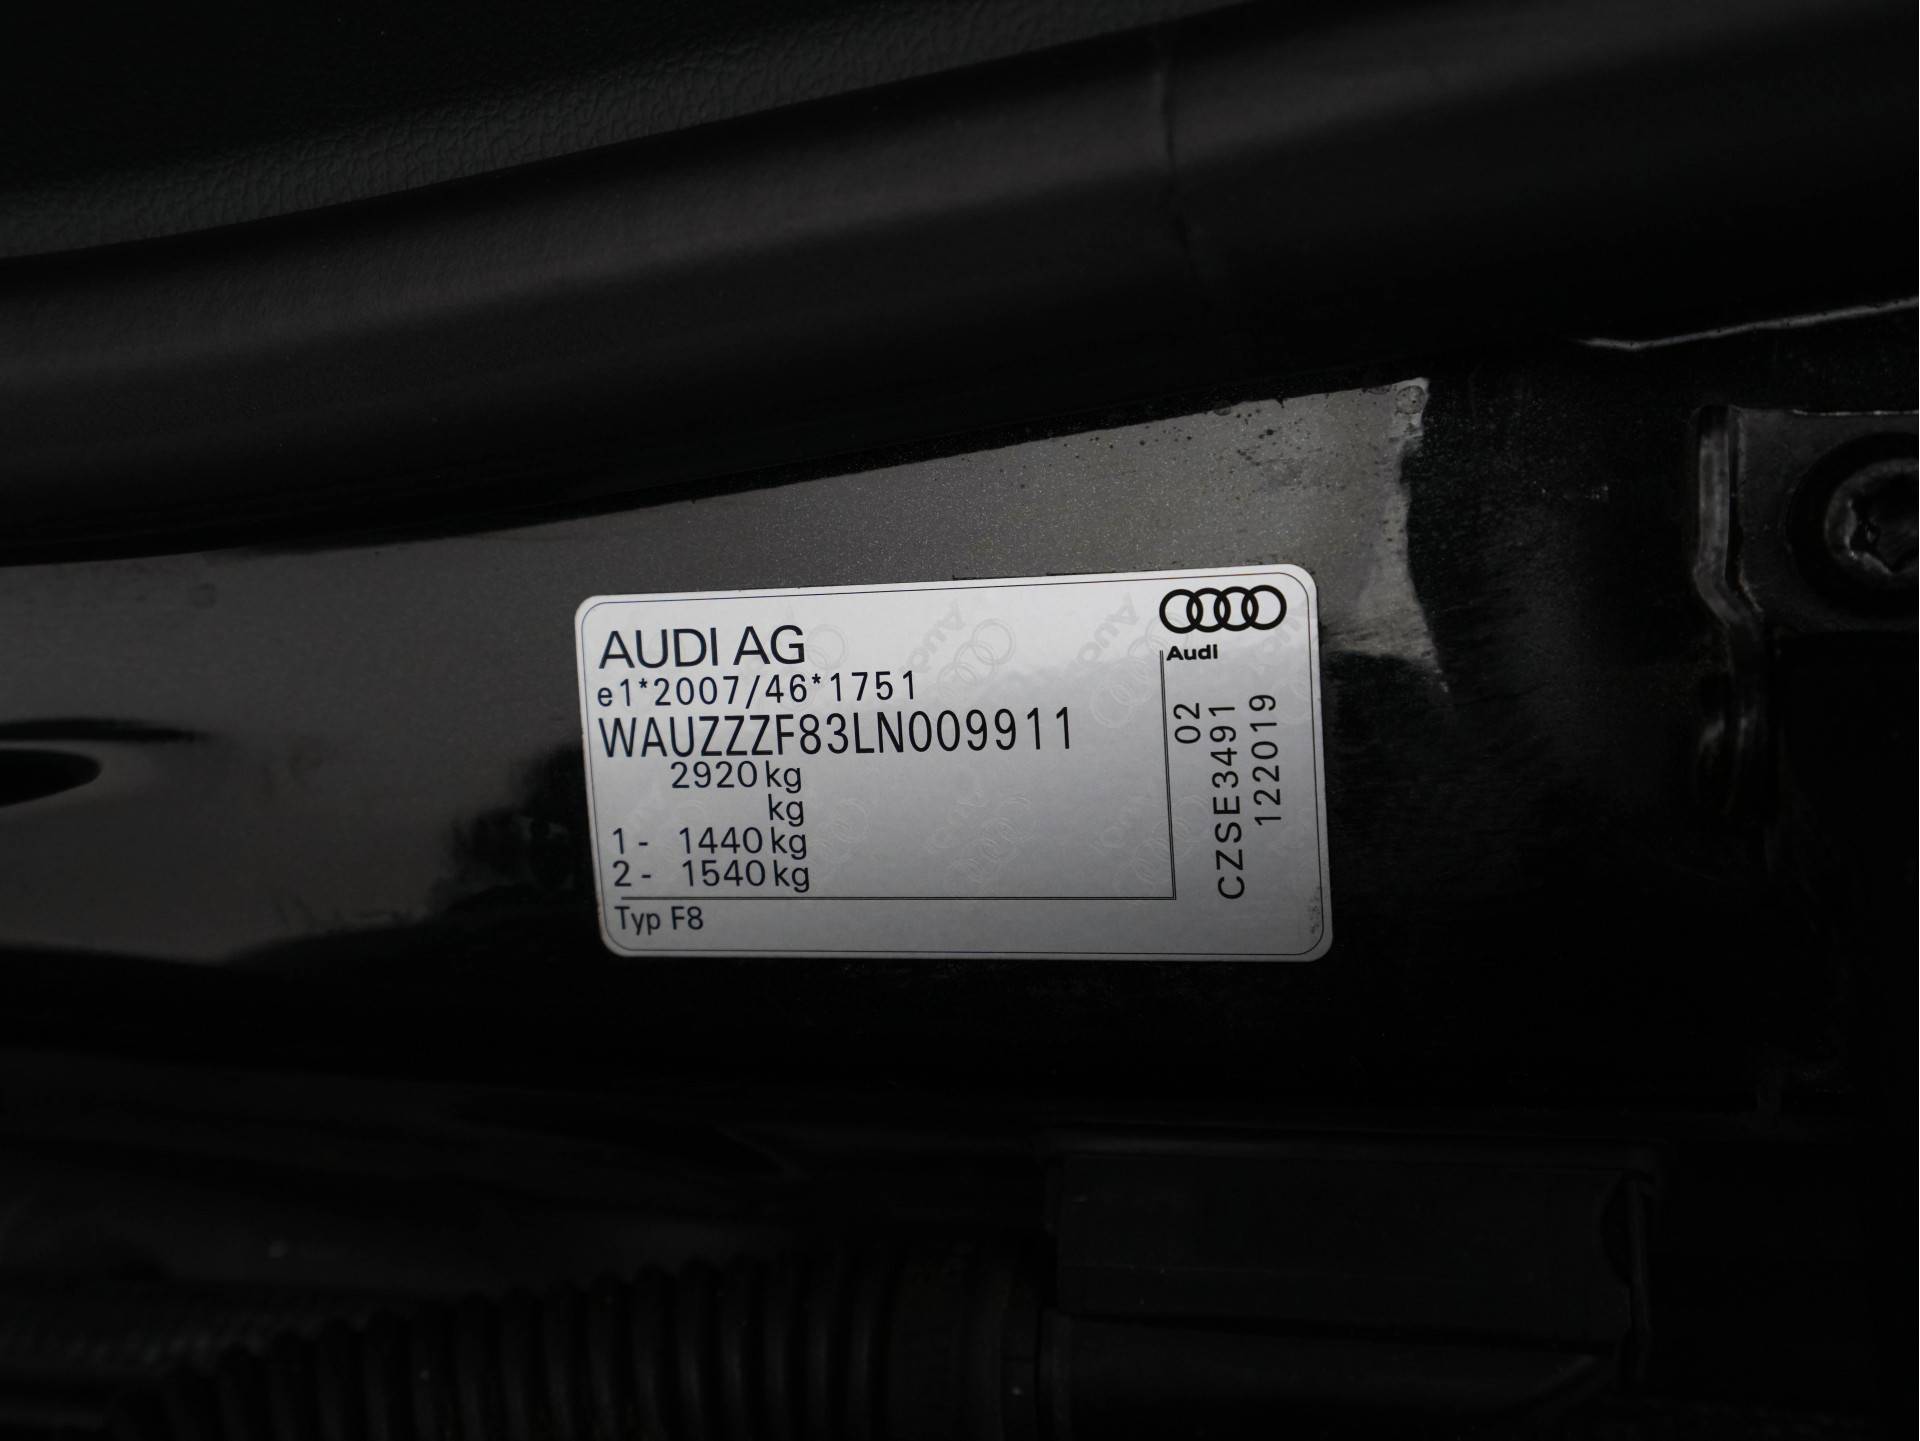 AUDI AG
e1*2007/46*1751
WAUZZZF83LN009911
2920 kg
kg
1 - 1440 kg
2 - 1540 kg
Typ F8
Audi
02
CZSE3491
122019